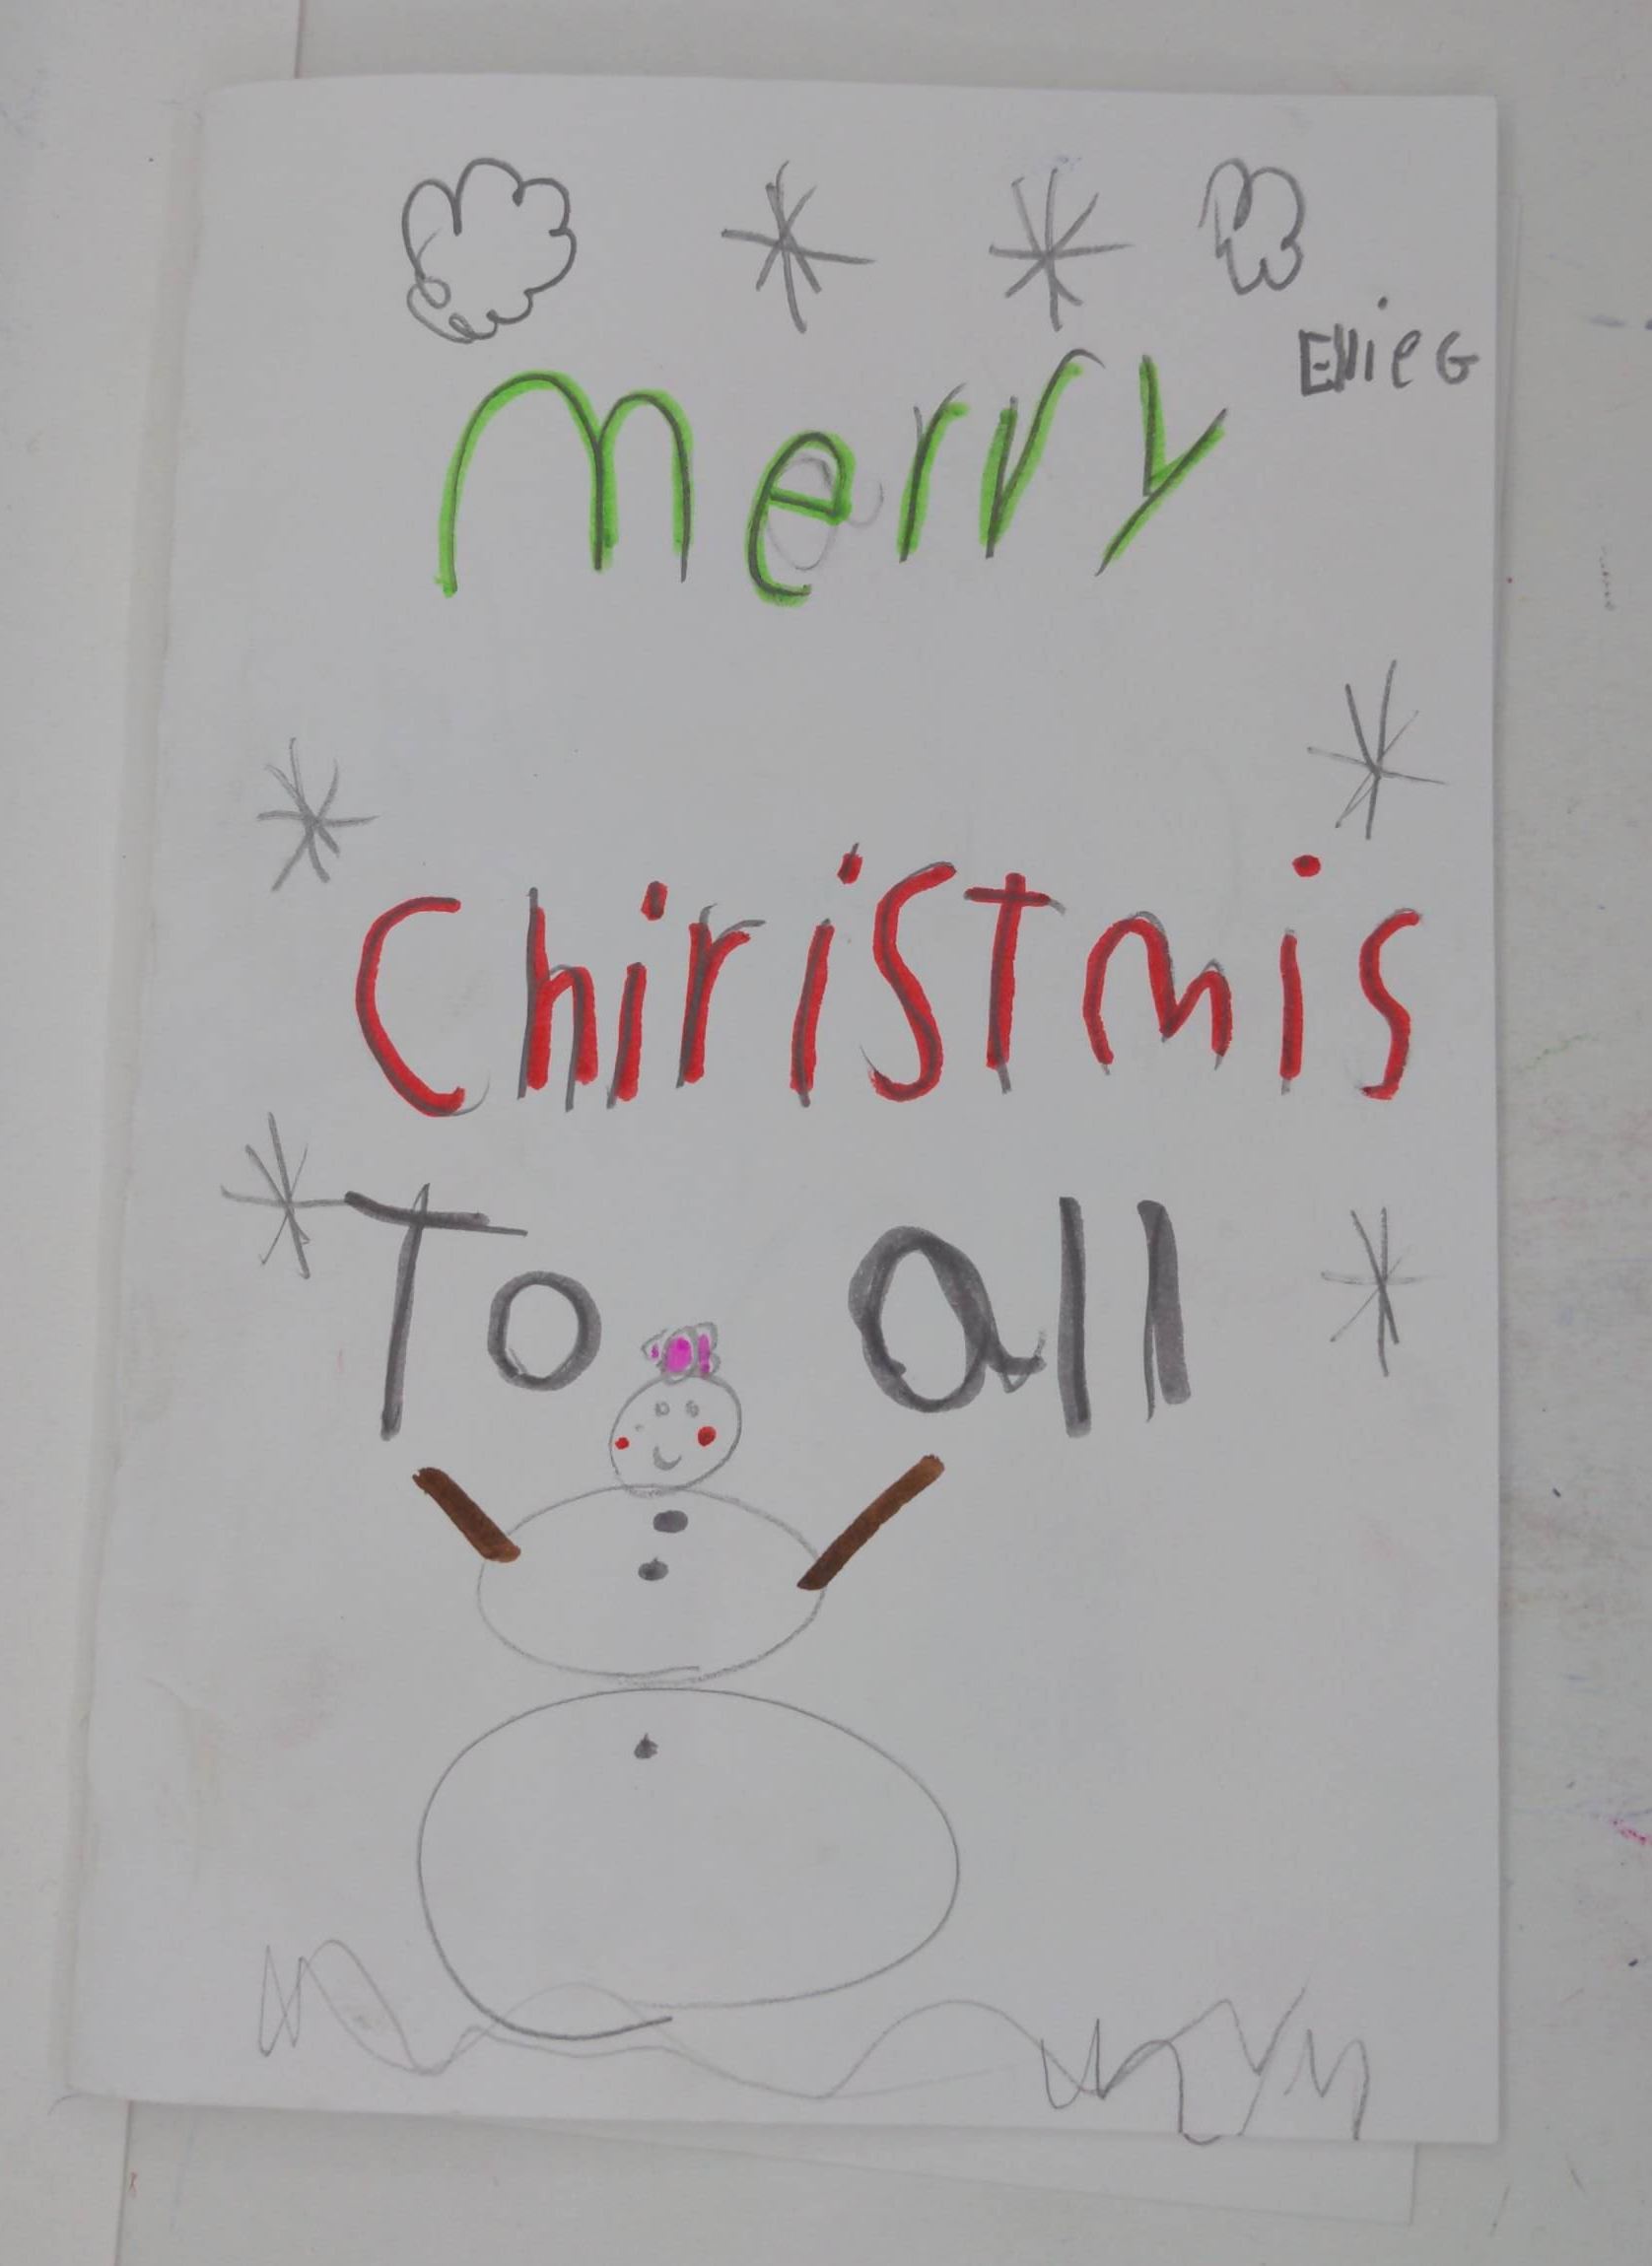 Ellie G
Merry
Chiristmis
To all